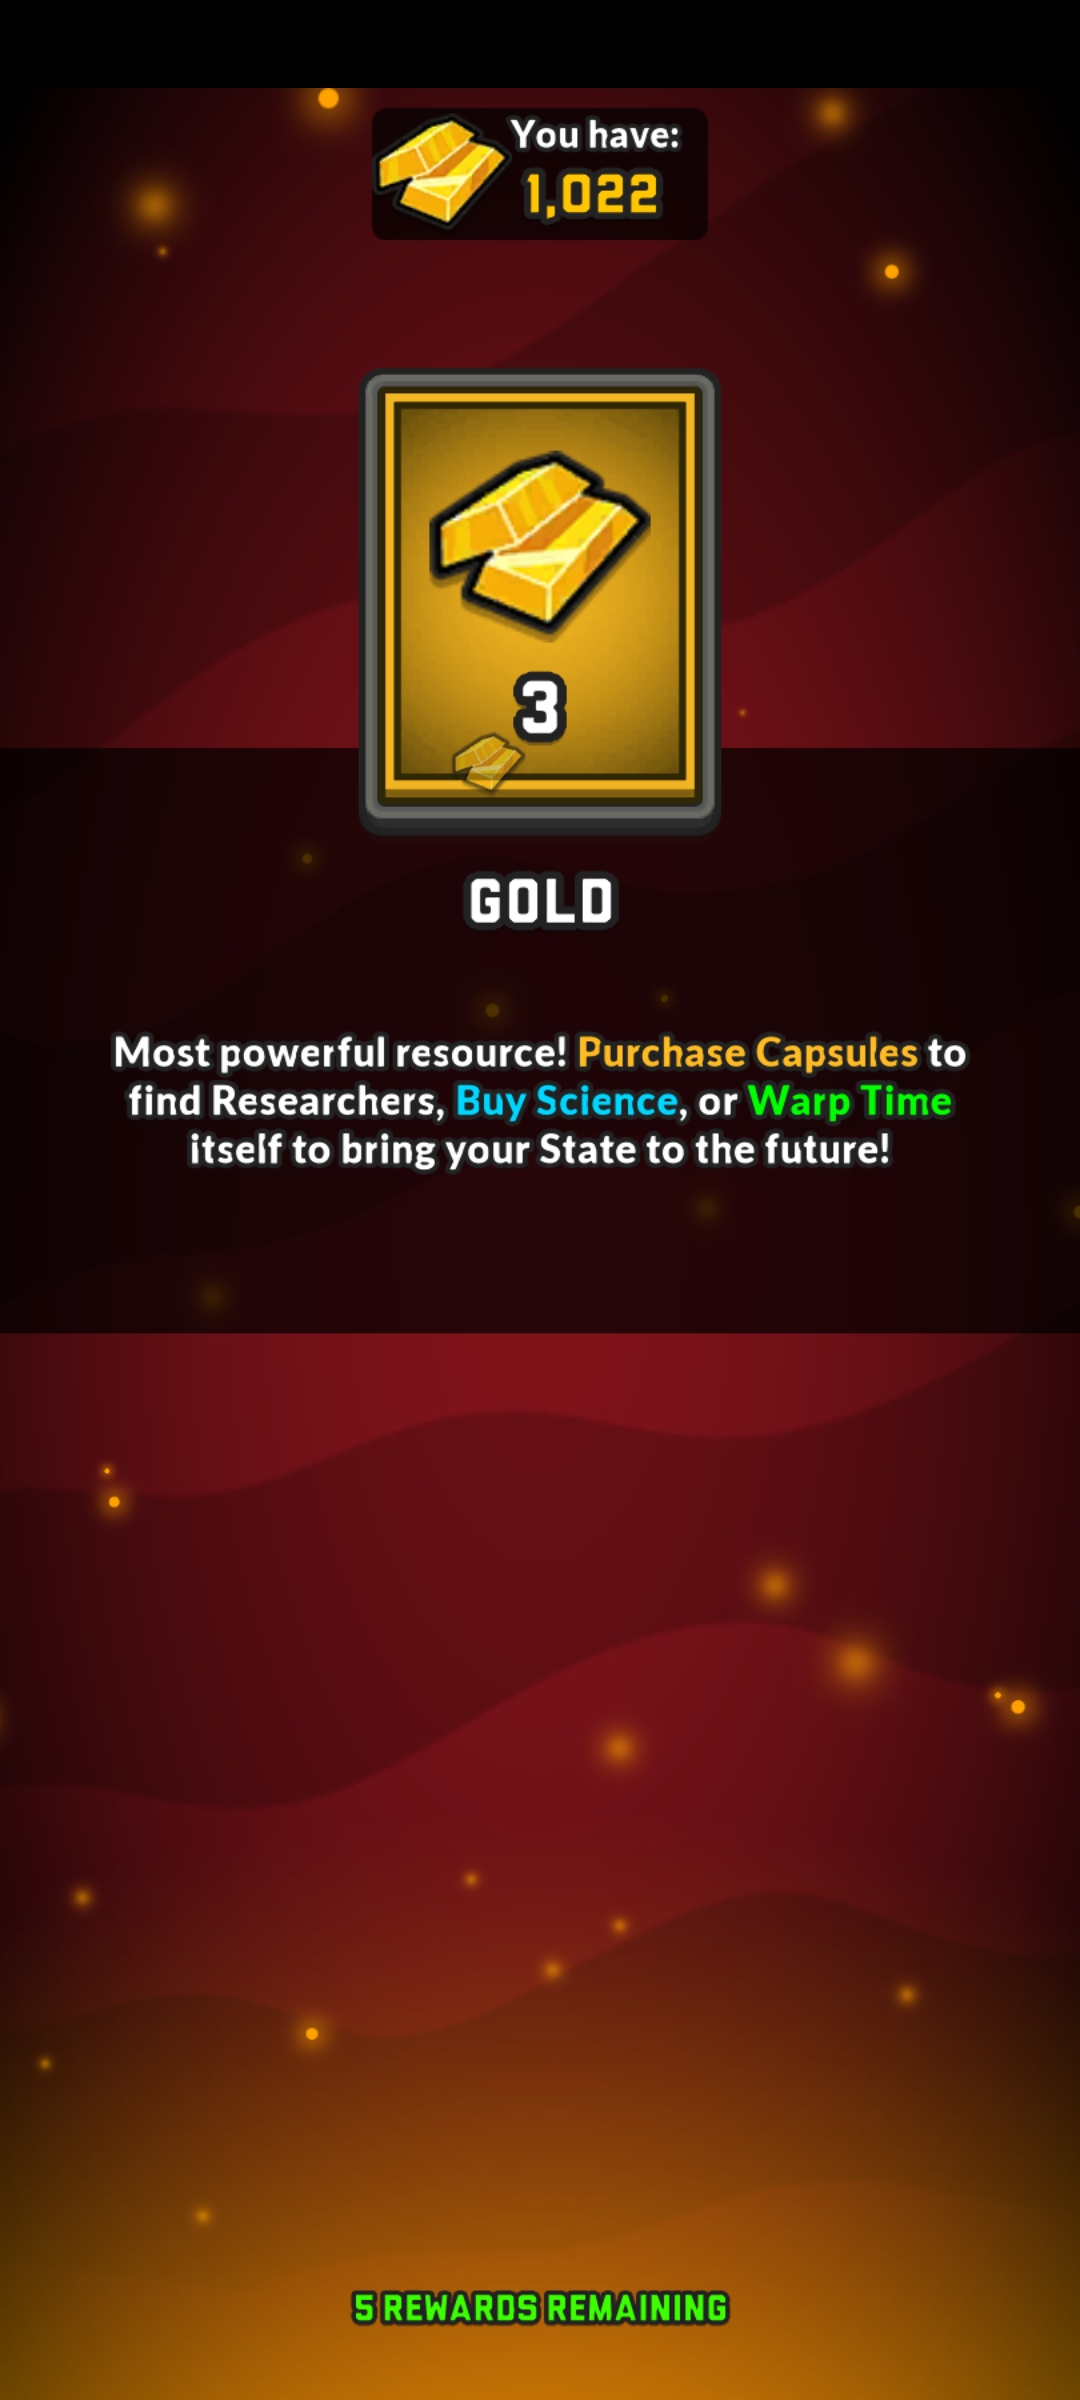 You have:
1,022
3
GOLD
Most powerful resource! Purchase Capsules to
find Researchers, Buy Science, or Warp Time
itself to bring your State to the future!
5 REWARDS REMAINING